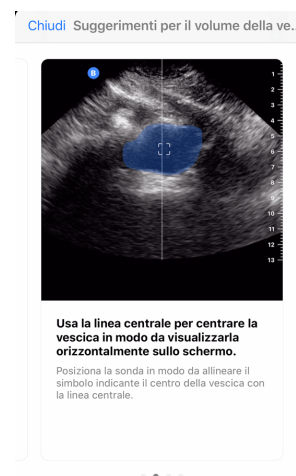 Chiudi Suggerimenti per il volume della ve...
B
1
2
3
4
5
6
7
8
9
10
11
12
13
Usa la linea centrale per centrare la
vescica in modo da visualizzarla
orizzontalmente sullo schermo.
Posiziona la sonda in modo da allineare il
simbolo indicante il centro della vescica con
la linea centrale.